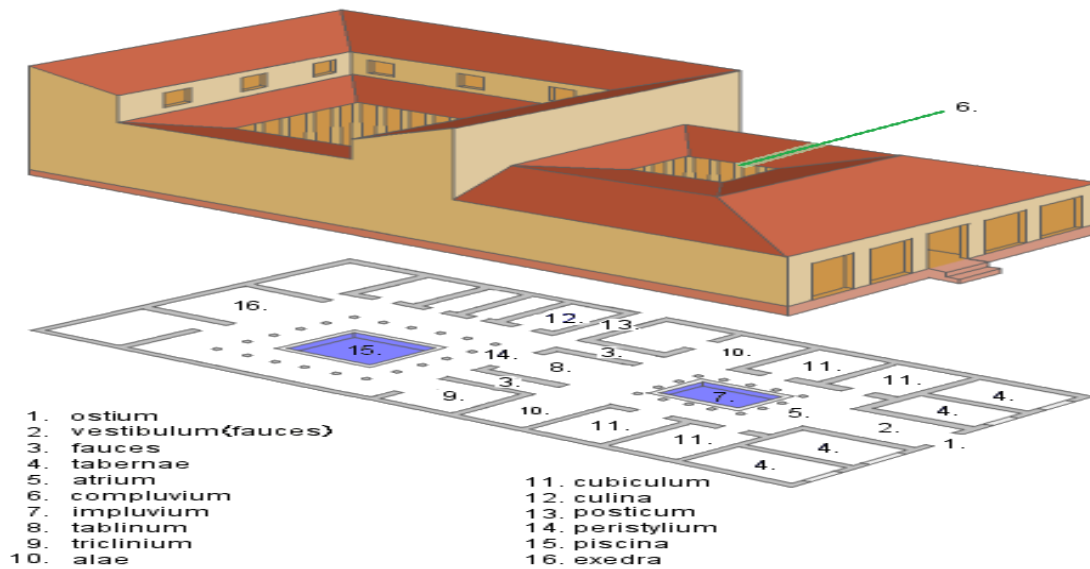 6.
16.
12.
13.
15.
14.
3.
8.
10.
11.
11.
4.
3.
9.
10.
7.
5.
4.
2.
11.
11.
4.
4.
1.
1. ostium
2. vestibulum{fauces}
3. fauces
4. tabernae
5. atrium
6. compluvium
7. impluvium
8. tablinum
9. triclinium
10. alae
11. cubiculum
12. culina
13. posticum
14. peristylium
15. piscina
16. exedra